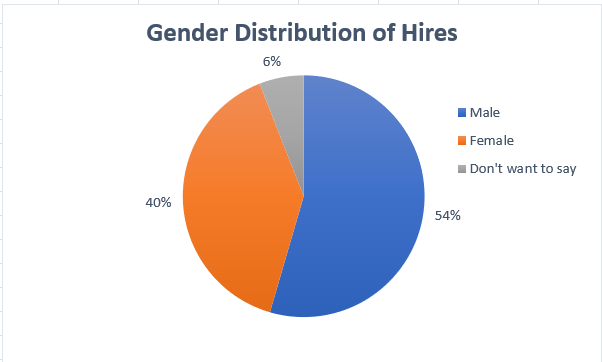 Gender Distribution of Hires
6%
Male
Female
Don't want to say
40%
54%